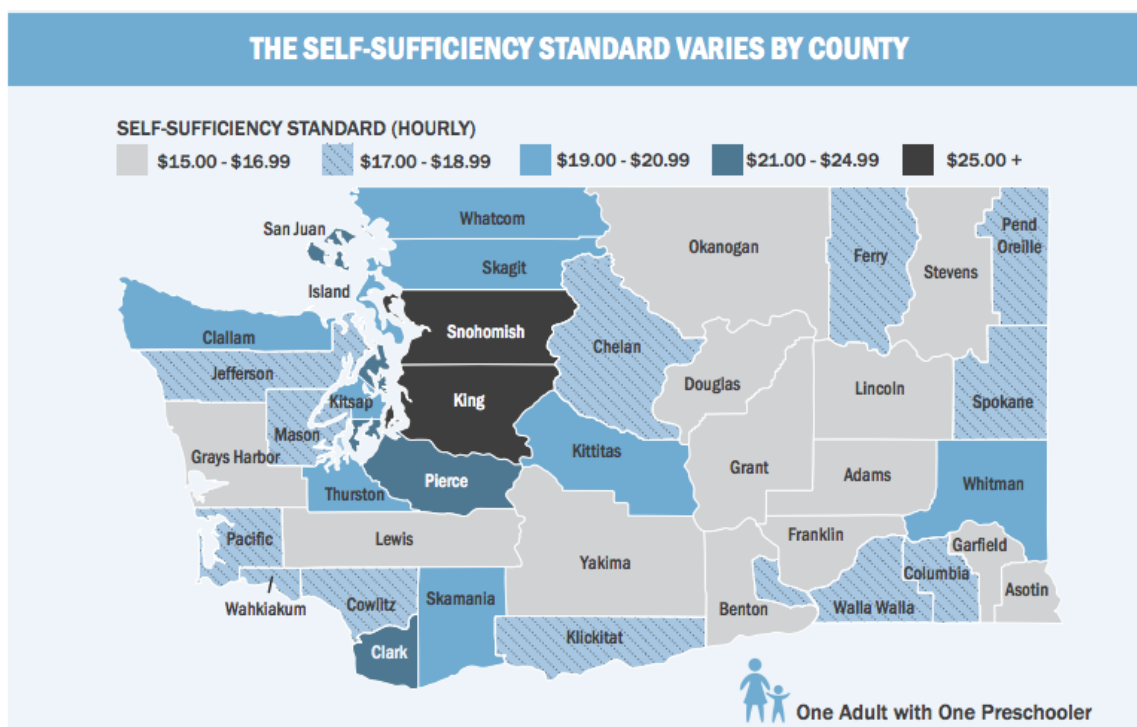 THE SELF-SUFFICIENCY STANDARD VARIES BY COUNTY
SELF-SUFFICIENCY STANDARD (HOURLY)
$15.00 - $16.99 $17.00 - $18.99 $19.00 - $20.99 $21.00 - $24.99 $25.00 +
Whatcom
San Juan
Okanogan
Pend
Oreille
Ferry
Stevens
Skagit
Island
Snohomish
Clallam
Chelan
Jefferson
Douglas
Lincoln
King
Kitsap
Spokane
Mason
Grays Harbor
Kittitas
Grant
Adams
Pierce
Whitman
Thurston
Pacific
Lewis
Franklin
Garfield
Yakima
Columbia
Asotin
Wahkiakum
Cowlitz
Skamania
Benton
Walla Walla
Klickitat
Clark
One Adult with One Preschooler